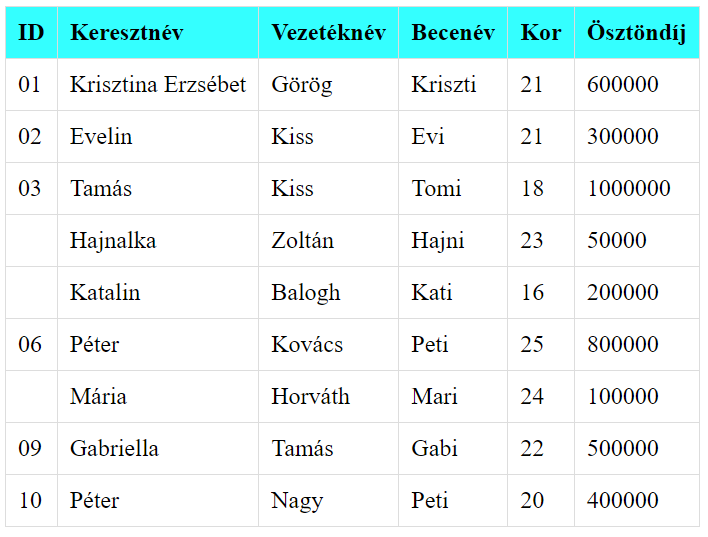 ID Keresztnév Vezetéknév Becenév Kor Ösztöndíj
01 Krisztina Erzsébet Görög Kriszti 21 600000
02 Evelin Kiss Evi 21 300000
03 Tamás Kiss Tomi 18 1000000
Hajnalka Zoltán Hajni 23 50000
Katalin Balogh Kati 16 200000
06 Péter Kovács Peti 25 800000
Mária Horváth Mari 24 100000
09 Gabriella Tamás Gabi 22 500000
10 Péter Nagy Peti 20 400000